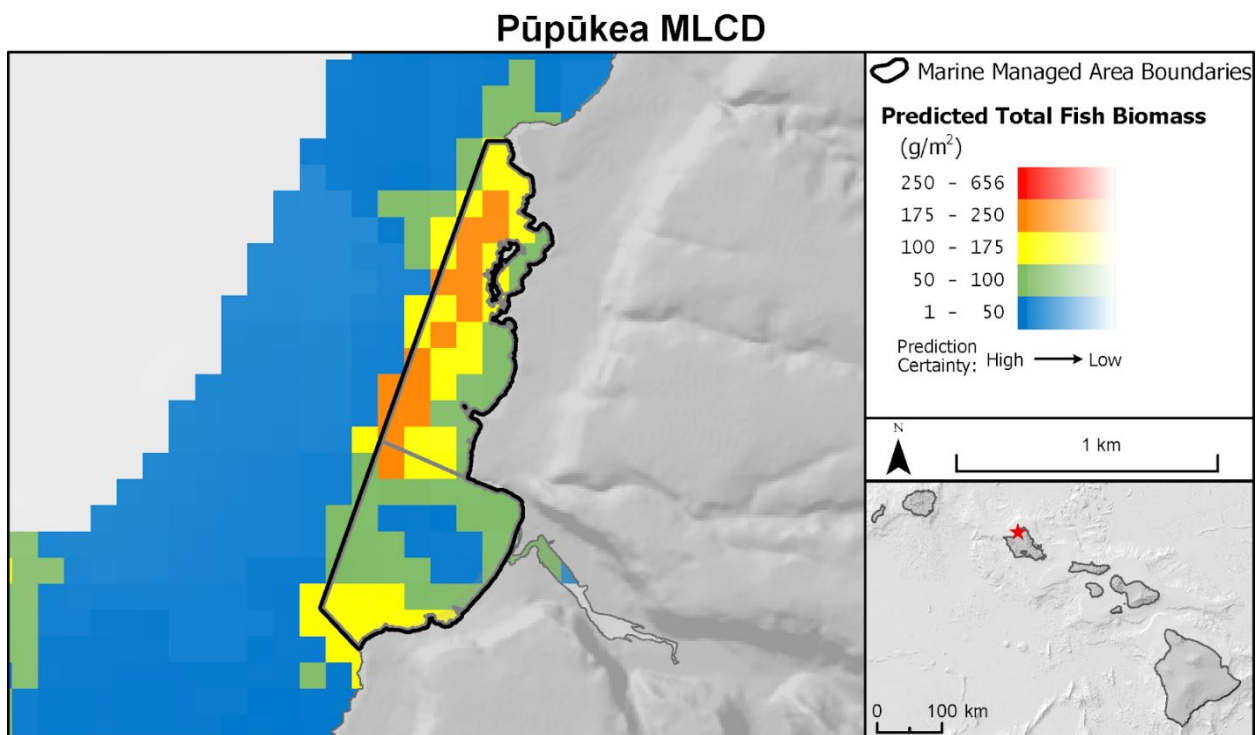 Pūpūkea MLCD
Marine Managed Area Boundaries
Predicted Total Fish Biomass
(g/m²)
250 - 656
175 - 250
100 - 175
50 - 100
1 - 50
Prediction
Certainty: High Low
N
1 km
0 100 km